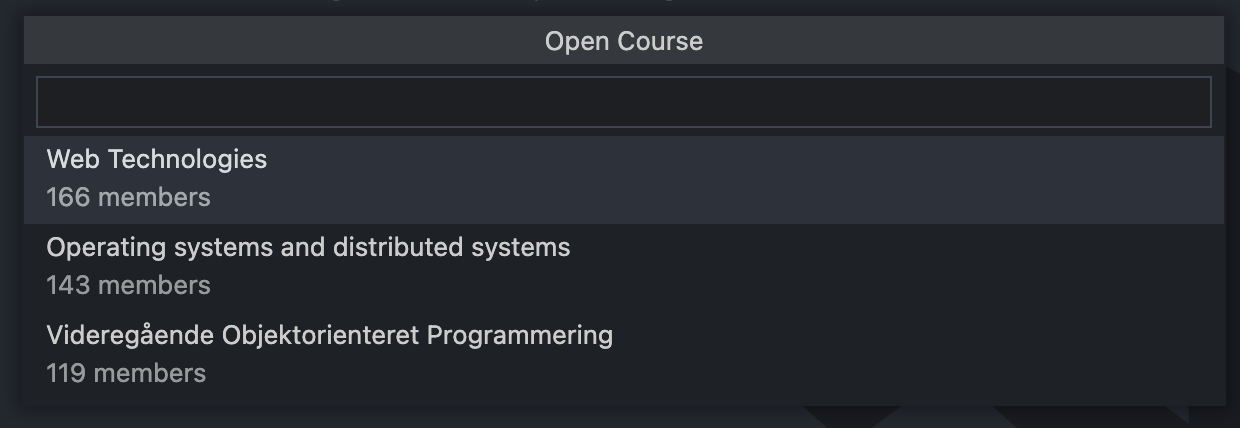 Open Course
Web Technologies
166 members
Operating systems and distributed systems
143 members
Videregående Objektorienteret Programmering
119 members